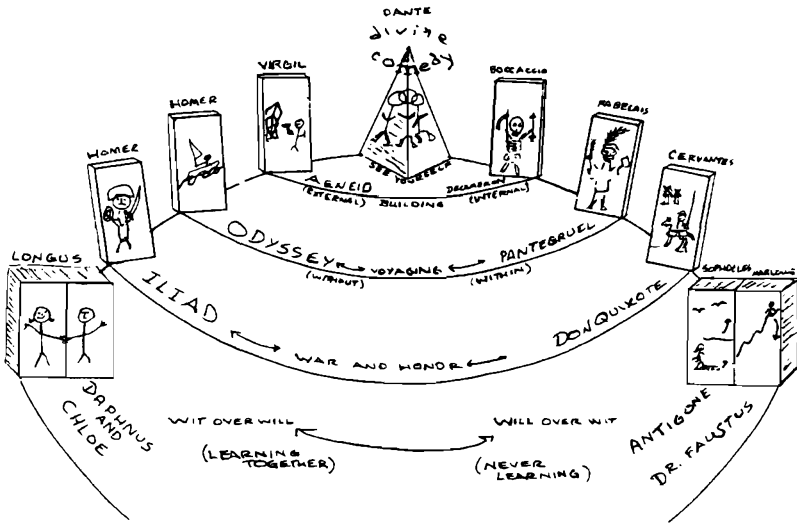 DANTE
divine
comedy
VIRGIL
BOCCACCIO
HOMER
RABELAIS
HOMER
CERVANTES
LONGUS
SOPHOCLES MARLOWE
SEE YOURSELF
AENEID
(EXTERNAL)
BUILDING
DECAMERON
(INTERNAL)
ODYSSEY
(WITHOUT)
VOYAGING
PANTEGRUEL
(WITHIN)
ILIAD
WAR AND HONOR
DON QUIXOTE
DAPHNUS
AND
CHLOE
WIT OVER WILL
(LEARNING
TOGETHER)
WILL OVER WIT
(NEVER
LEARNING)
ANTIGONE
DR. FAUSTUS